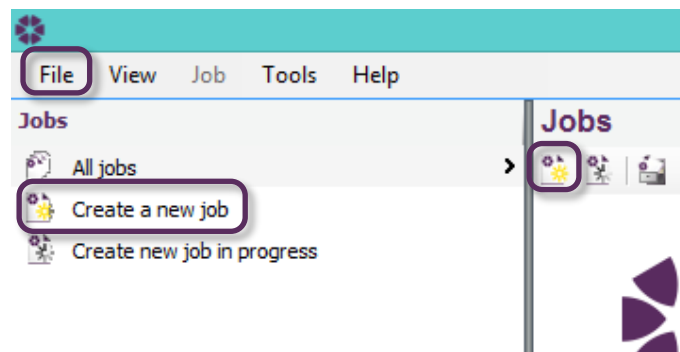 File View Job Tools Help
Jobs
Jobs
All jobs
Create a new job
Create new job in progress